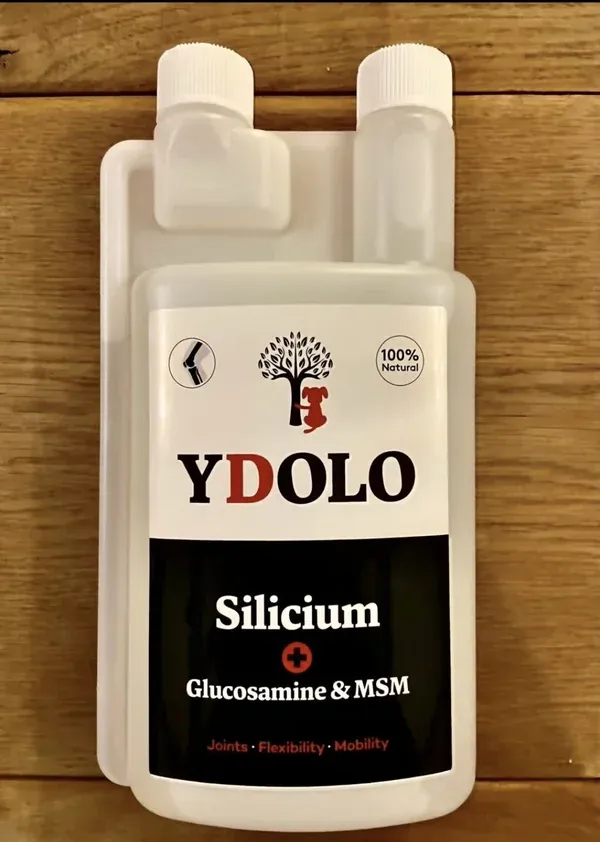 100%
Natural
YDOLO
Silicium
Glucosamine & MSM
Joints · Flexibility · Mobility